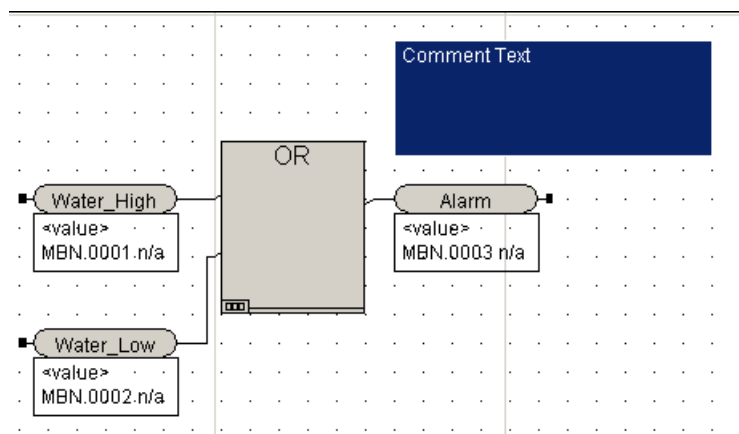 Comment Text
OR
Water_High
<value>
MBN.0001.n/a
Alarm
<value>
MBN.0003 n/a
Water_Low
<value>
MBN.0002.n/a